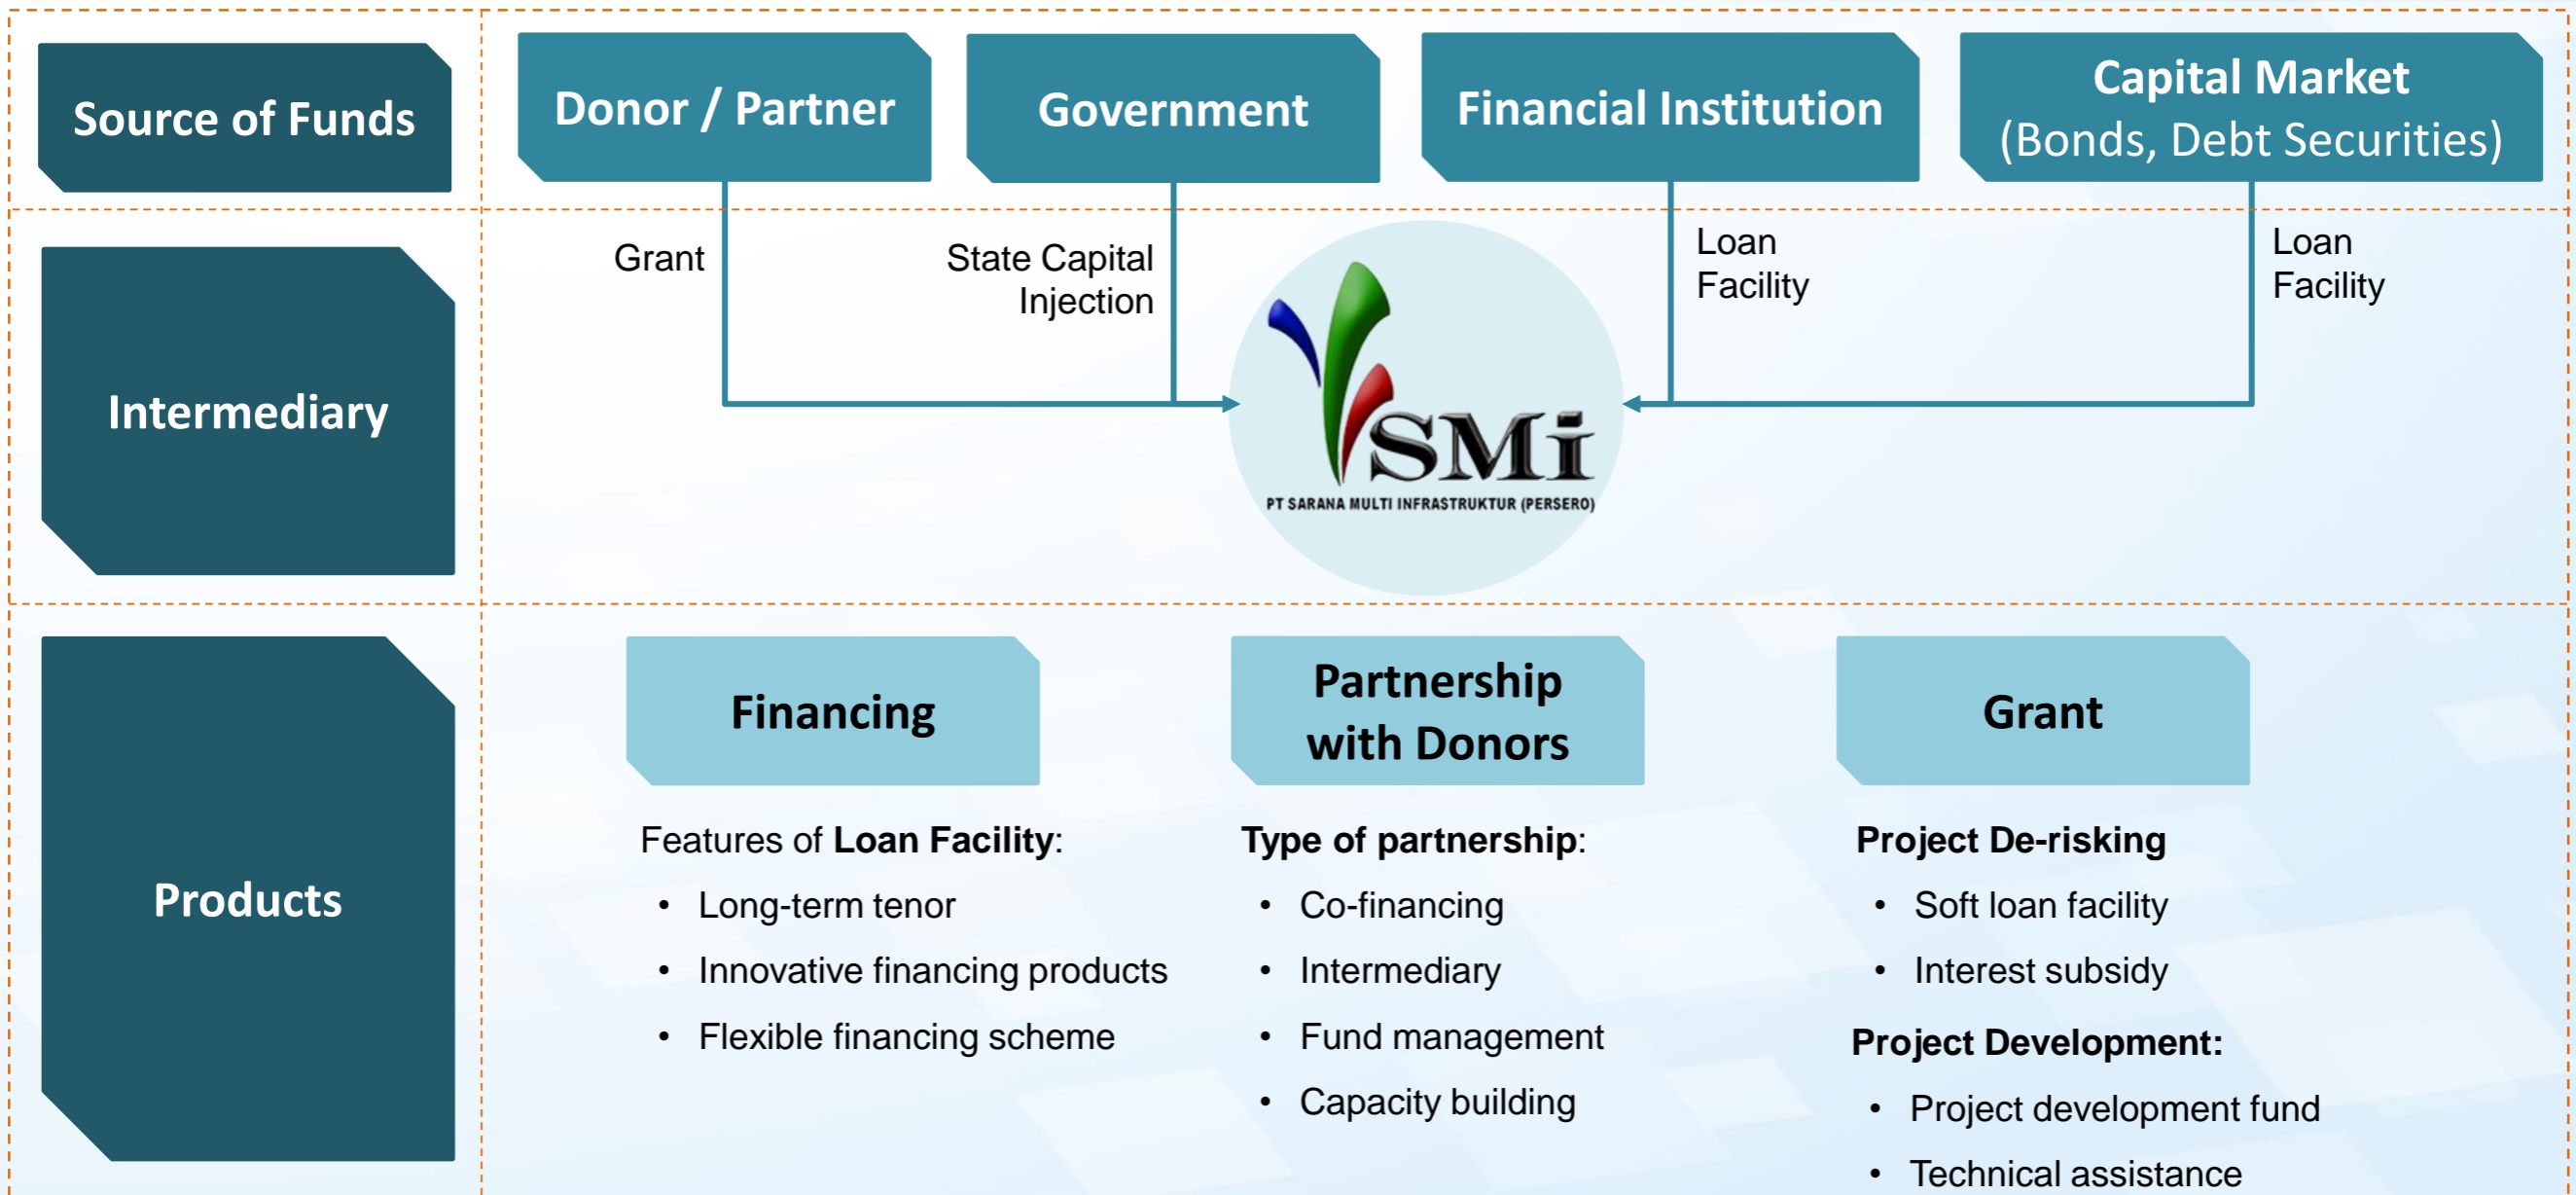 Source of Funds
Donor / Partner
Government
Financial Institution
Capital Market
(Bonds, Debt Securities)
Intermediary
Grant
State Capital
Injection
Loan
Facility
Loan
Facility
SMi
PT SARANA MULTI INFRASTRUKTUR (PERSERO)
Products
Financing
Features of Loan Facility:
• Long-term tenor
• Innovative financing products
• Flexible financing scheme
Partnership
with Donors
Type of partnership:
• Co-financing
• Intermediary
• Fund management
• Capacity building
Grant
Project De-risking
• Soft loan facility
• Interest subsidy
Project Development:
• Project development fund
• Technical assistance